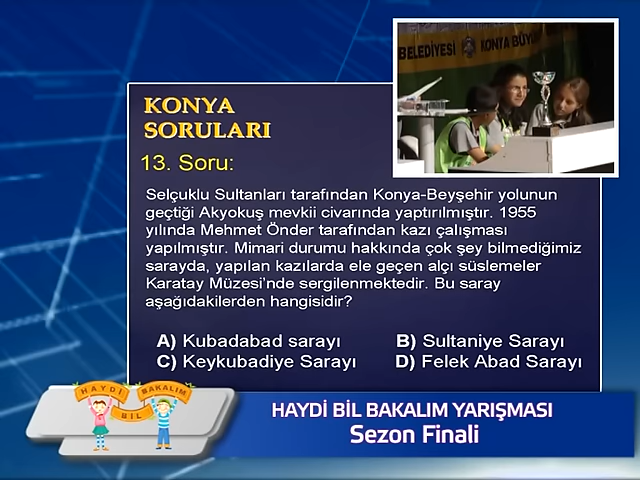 BELEDİYESİ KONYA BÜY
KONYA
SORULARI
13. Soru:
Selçuklu Sultanları tarafından Konya-Beyşehir yolunun
geçtiği Akyokuş mevkii civarında yaptırılmıştır. 1955
yılında Mehmet Önder tarafından kazı çalışması
yapılmıştır. Mimari durumu hakkında çok şey bilmediğimiz
sarayda, yapılan kazılarda ele geçen alçı süslemeler
Karatay Müzesi'nde sergilenmektedir. Bu saray
aşağıdakilerden hangisidir?
A) Kubadabad sarayı B) Sultaniye Sarayı
C) Keykubadiye Sarayı D) Felek Abad Sarayı
HAYDİ BİL BAKALIM
HAYDİ BİL BAKALIM YARIŞMASI
Sezon Finali